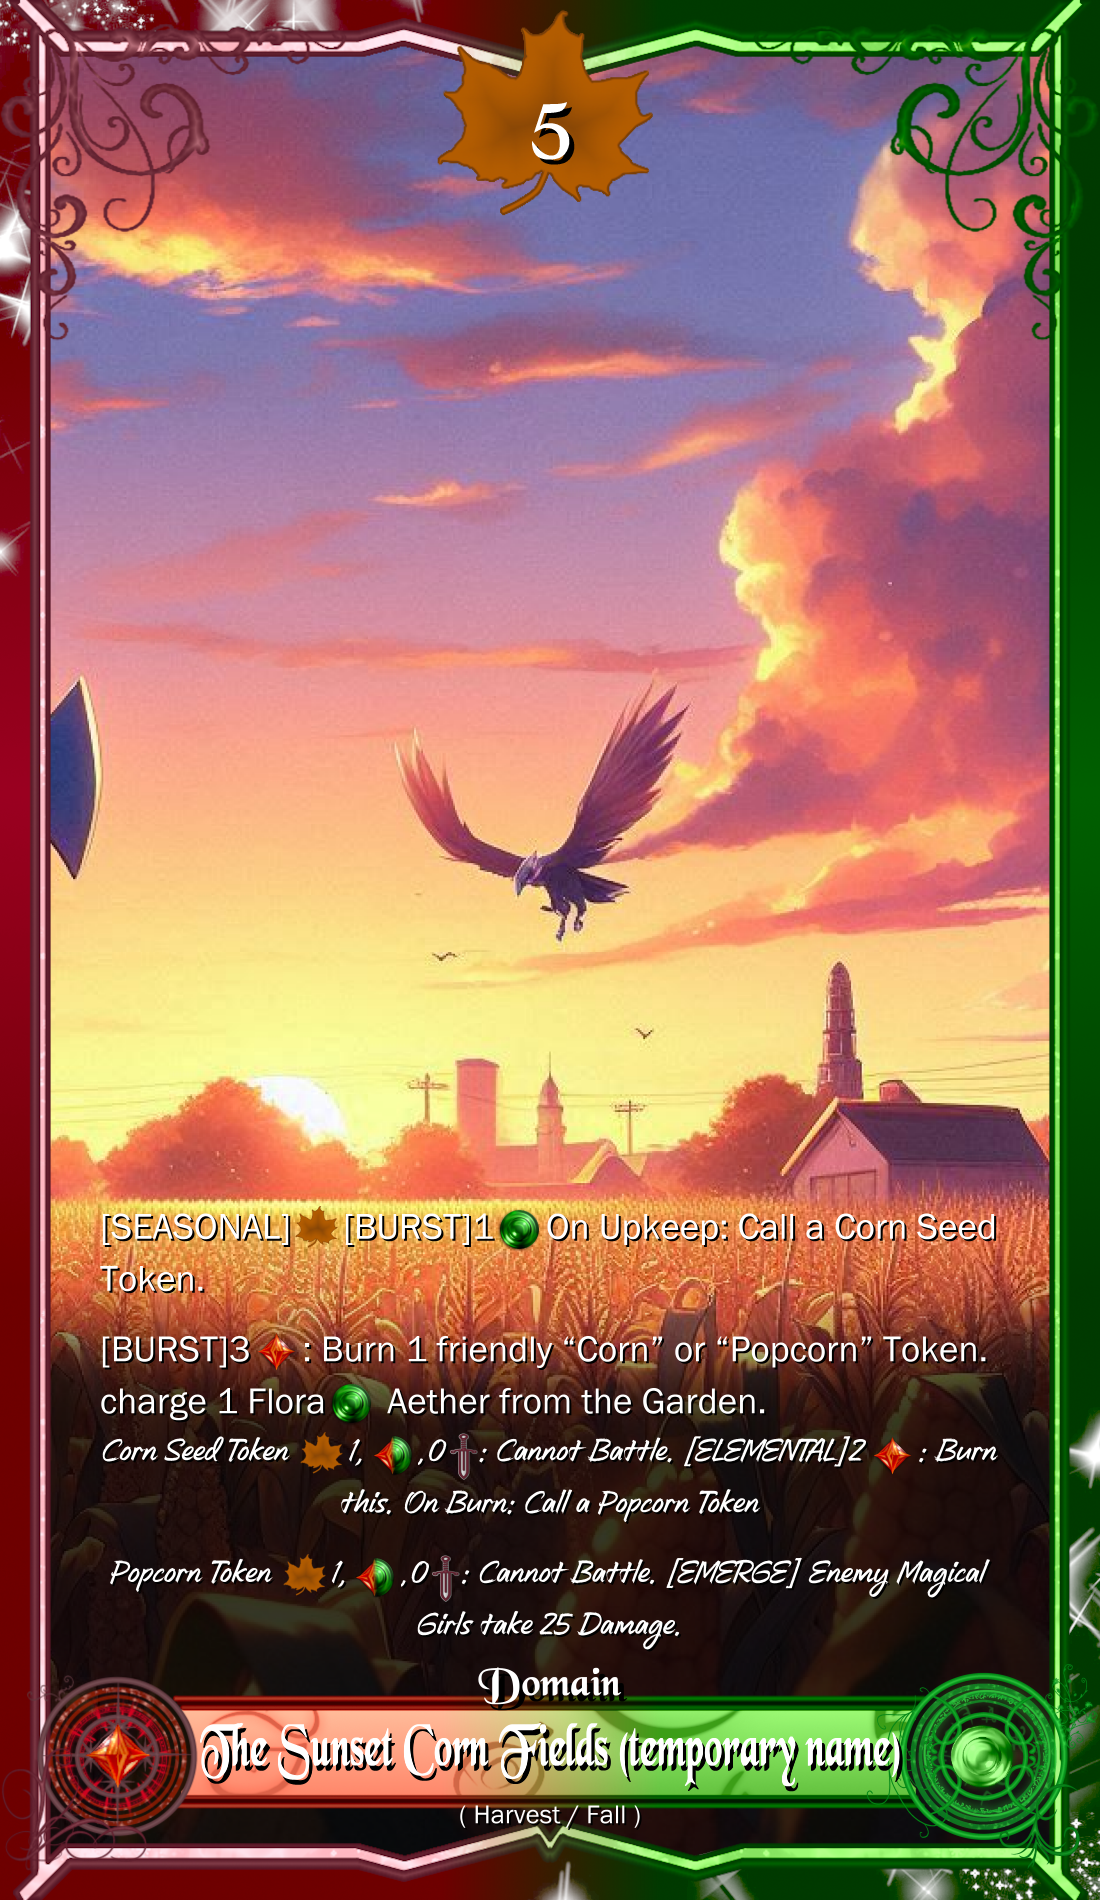 5
[SEASONAL] [BURST]1 On Upkeep: Call a Corn Seed
Token.
[BURST]3 : Burn 1 friendly “Corn” or “Popcorn” Token.
charge 1 Flora Aether from the Garden.
Corn Seed Token 1, ,0 : Cannot Battle. [ELEMENTAL]2 : Burn
this. On Burn: Call a Popcorn Token
Popcorn Token 1, ,0 : Cannot Battle. [EMERGE] Enemy Magical
Girls take 25 Damage.
Domain
The Sunset Corn Fields (temporary name)
( Harvest / Fall )